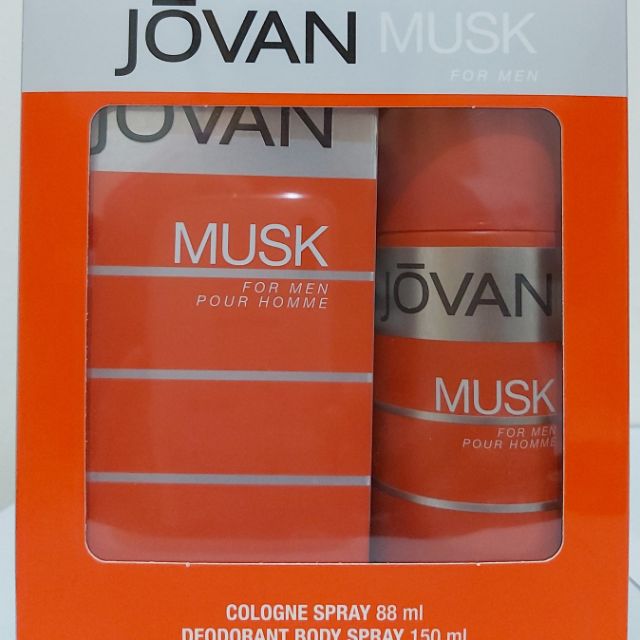 JŌVAN MUSK
FOR MEN
JOVAN
MUSK
FOR MEN
POUR HOMME
JŌVAN
MUSK
FOR MEN
POUR HOMME
COLOGNE SPRAY 88 ml
DEODORANT BODY SPRAY 150 ml